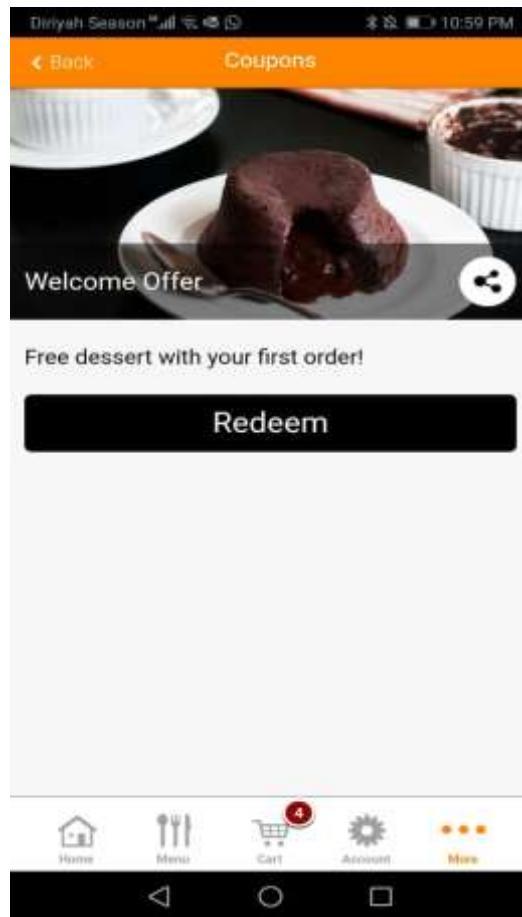 Diriyah Season
10:59 PM
Back
Coupons
Welcome Offer
Free dessert with your first order!
Redeem
4
Home
Menu
Cart
Account
More